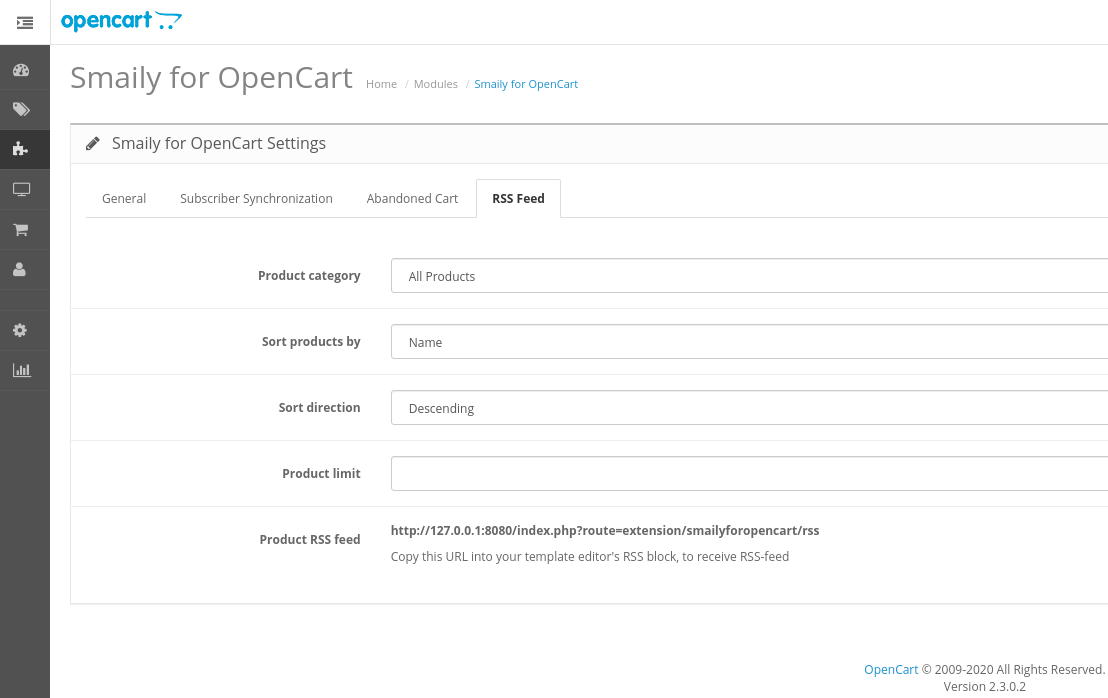 opencart
Smaily for OpenCart Home / Modules / Smaily for OpenCart
Smaily for OpenCart Settings
General Subscriber Synchronization Abandoned Cart RSS Feed
Product category All Products
Sort products by Name
Sort direction Descending
Product limit
Product RSS feed http://127.0.0.1:8080/index.php?route=extension/smailyforopencart/rss
Copy this URL into your template editor's RSS block, to receive RSS-feed
OpenCart © 2009-2020 All Rights Reserved.
Version 2.3.0.2